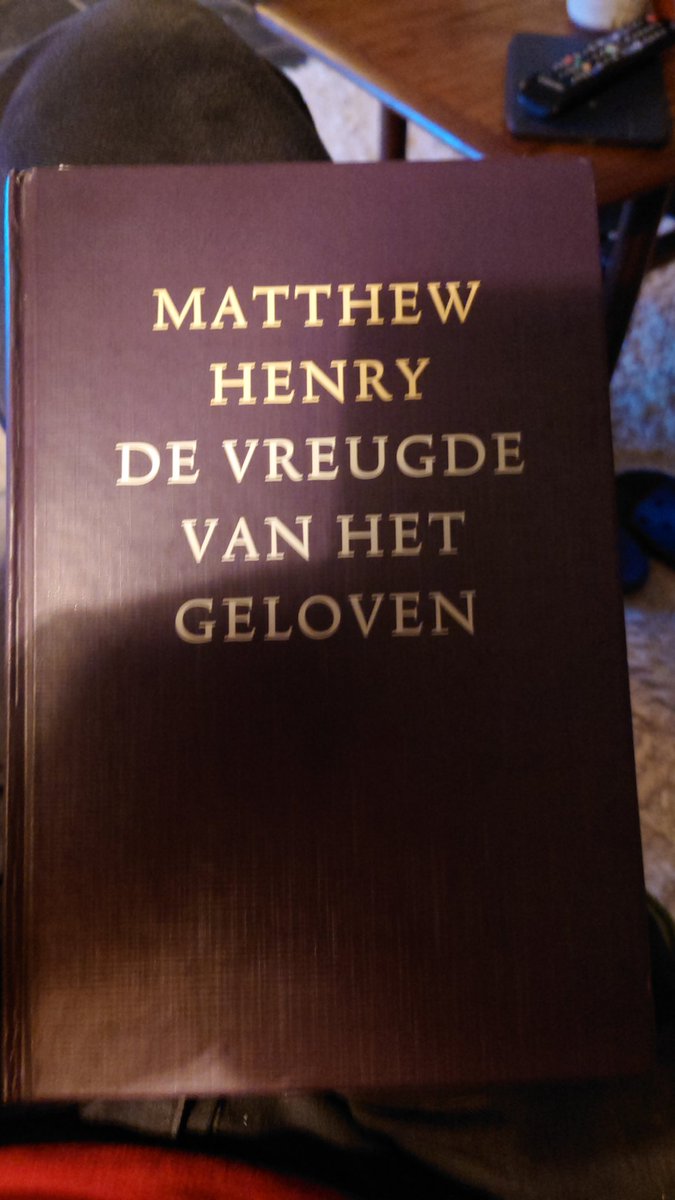 MATTHEW
HENRY
DE VREUGDE
VAN HET
GELOVEN